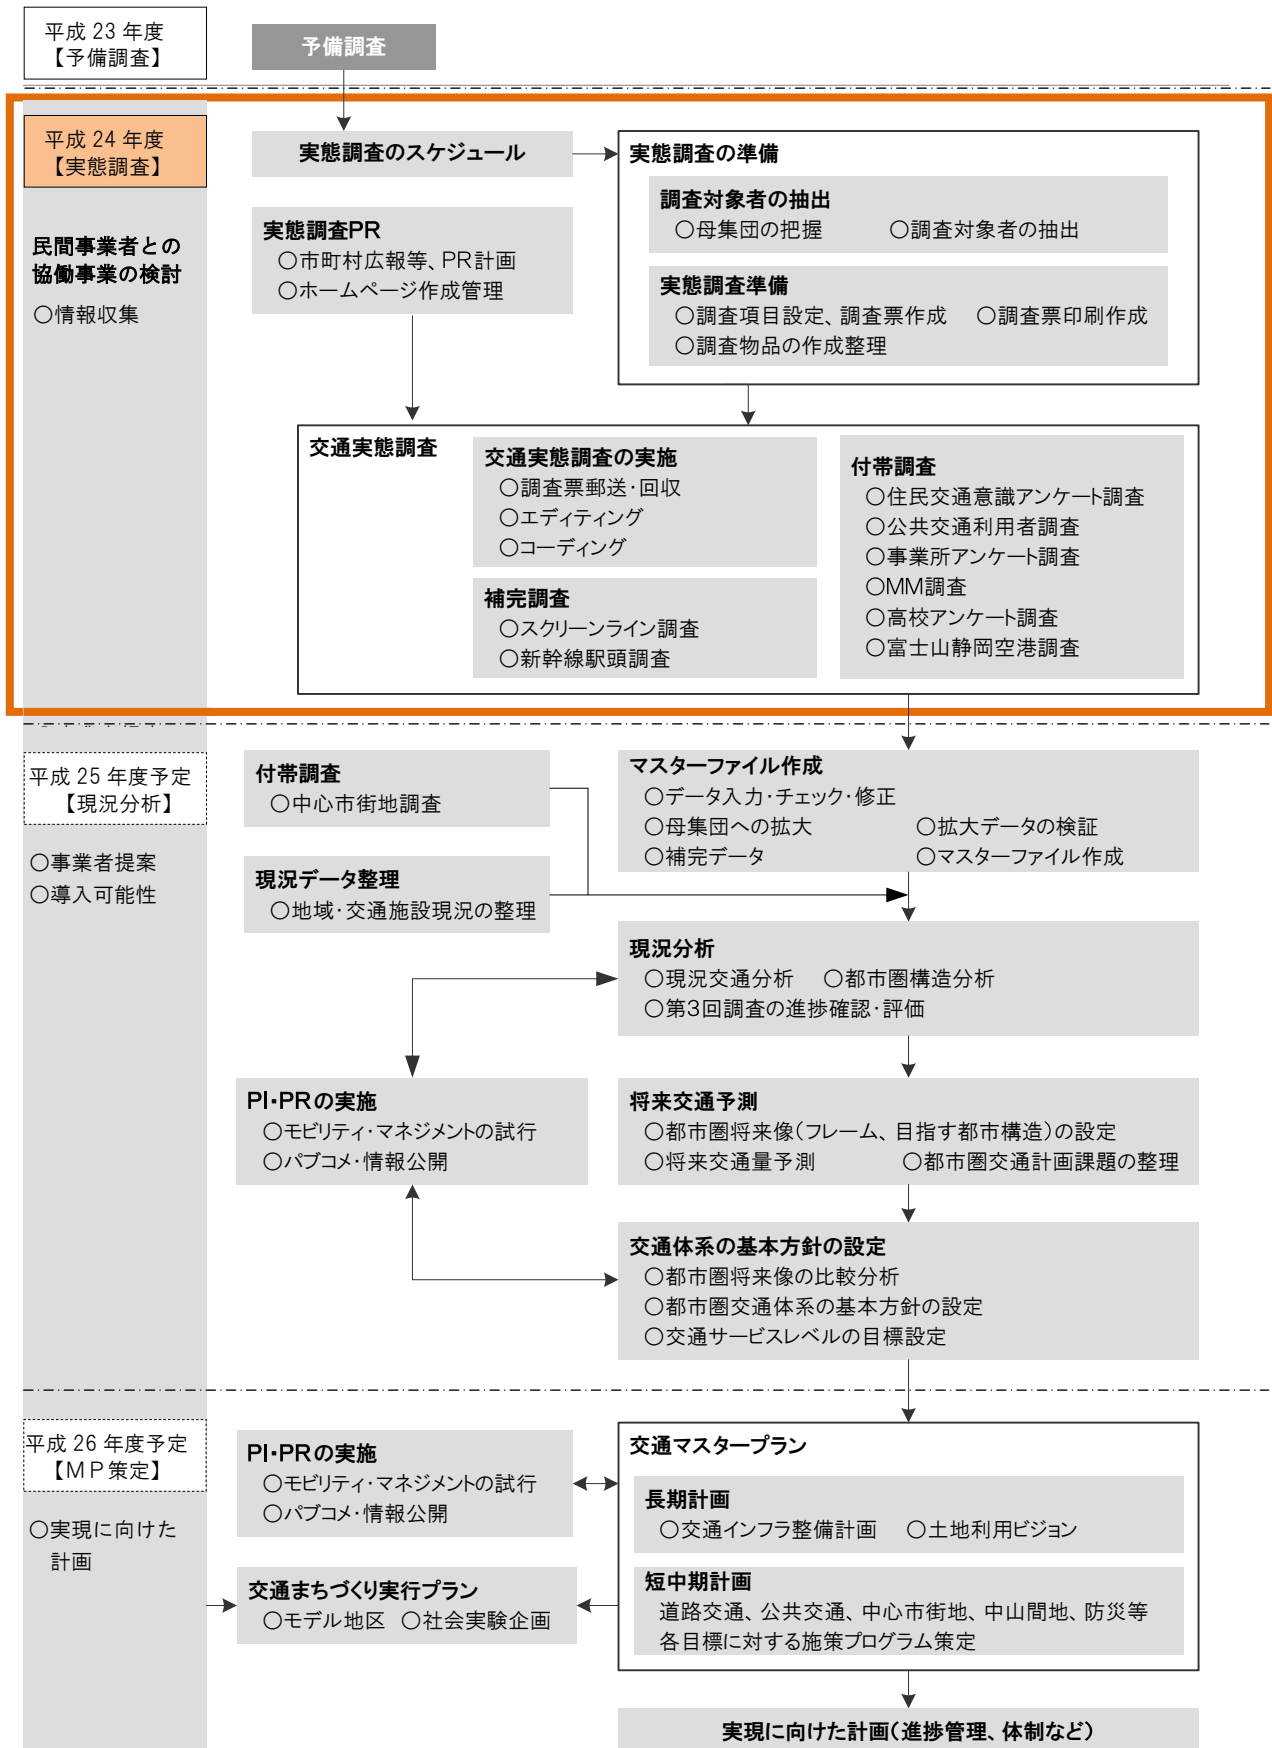 平成 23 年度
【予備調査】
予備調査
平成 24 年度
【実態調査】
民間事業者との
協働事業の検討
○情報収集
実態調査のスケジュール
実態調査PR
○市町村広報等、PR計画
○ホームページ作成管理
実態調査の準備
調査対象者の抽出
○母集団の把握 ○調査対象者の抽出
実態調査準備
○調査項目設定、調査票作成 ○調査票印刷作成
○調査物品の作成整理
交通実態調査
交通実態調査の実施
○調査票郵送・回収
○エディティング
○コーディング
補完調査
○スクリーンライン調査
○新幹線駅頭調査
付帯調査
○住民交通意識アンケート調査
○公共交通利用者調査
○事業所アンケート調査
○MM調査
○高校アンケート調査
○富士山静岡空港調査
平成 25 年度予定
【現況分析】
○事業者提案
○導入可能性
付帯調査
○中心市街地調査
現況データ整理
○地域・交通施設現況の整理
マスターファイル作成
○データ入力・チェック・修正
○母集団への拡大 ○拡大データの検証
○補完データ ○マスターファイル作成
現況分析
○現況交通分析 ○都市圏構造分析
○第3回調査の進捗確認・評価
PI・PRの実施
○モビリティ・マネジメントの試行
○パブコメ・情報公開
将来交通予測
○都市圏将来像(フレーム、目指す都市構造)の設定
○将来交通量予測 ○都市圏交通計画課題の整理
交通体系の基本方針の設定
○都市圏将来像の比較分析
○都市圏交通体系の基本方針の設定
○交通サービスレベルの目標設定
平成 26 年度予定
【ＭＰ策定】
○実現に向けた
計画
PI・PRの実施
○モビリティ・マネジメントの試行
○パブコメ・情報公開
交通まちづくり実行プラン
○モデル地区 ○社会実験企画
交通マスタープラン
長期計画
○交通インフラ整備計画 ○土地利用ビジョン
短中期計画
道路交通、公共交通、中心市街地、中山間地、防災等
各目標に対する施策プログラム策定
実現に向けた計画(進捗管理、体制など)